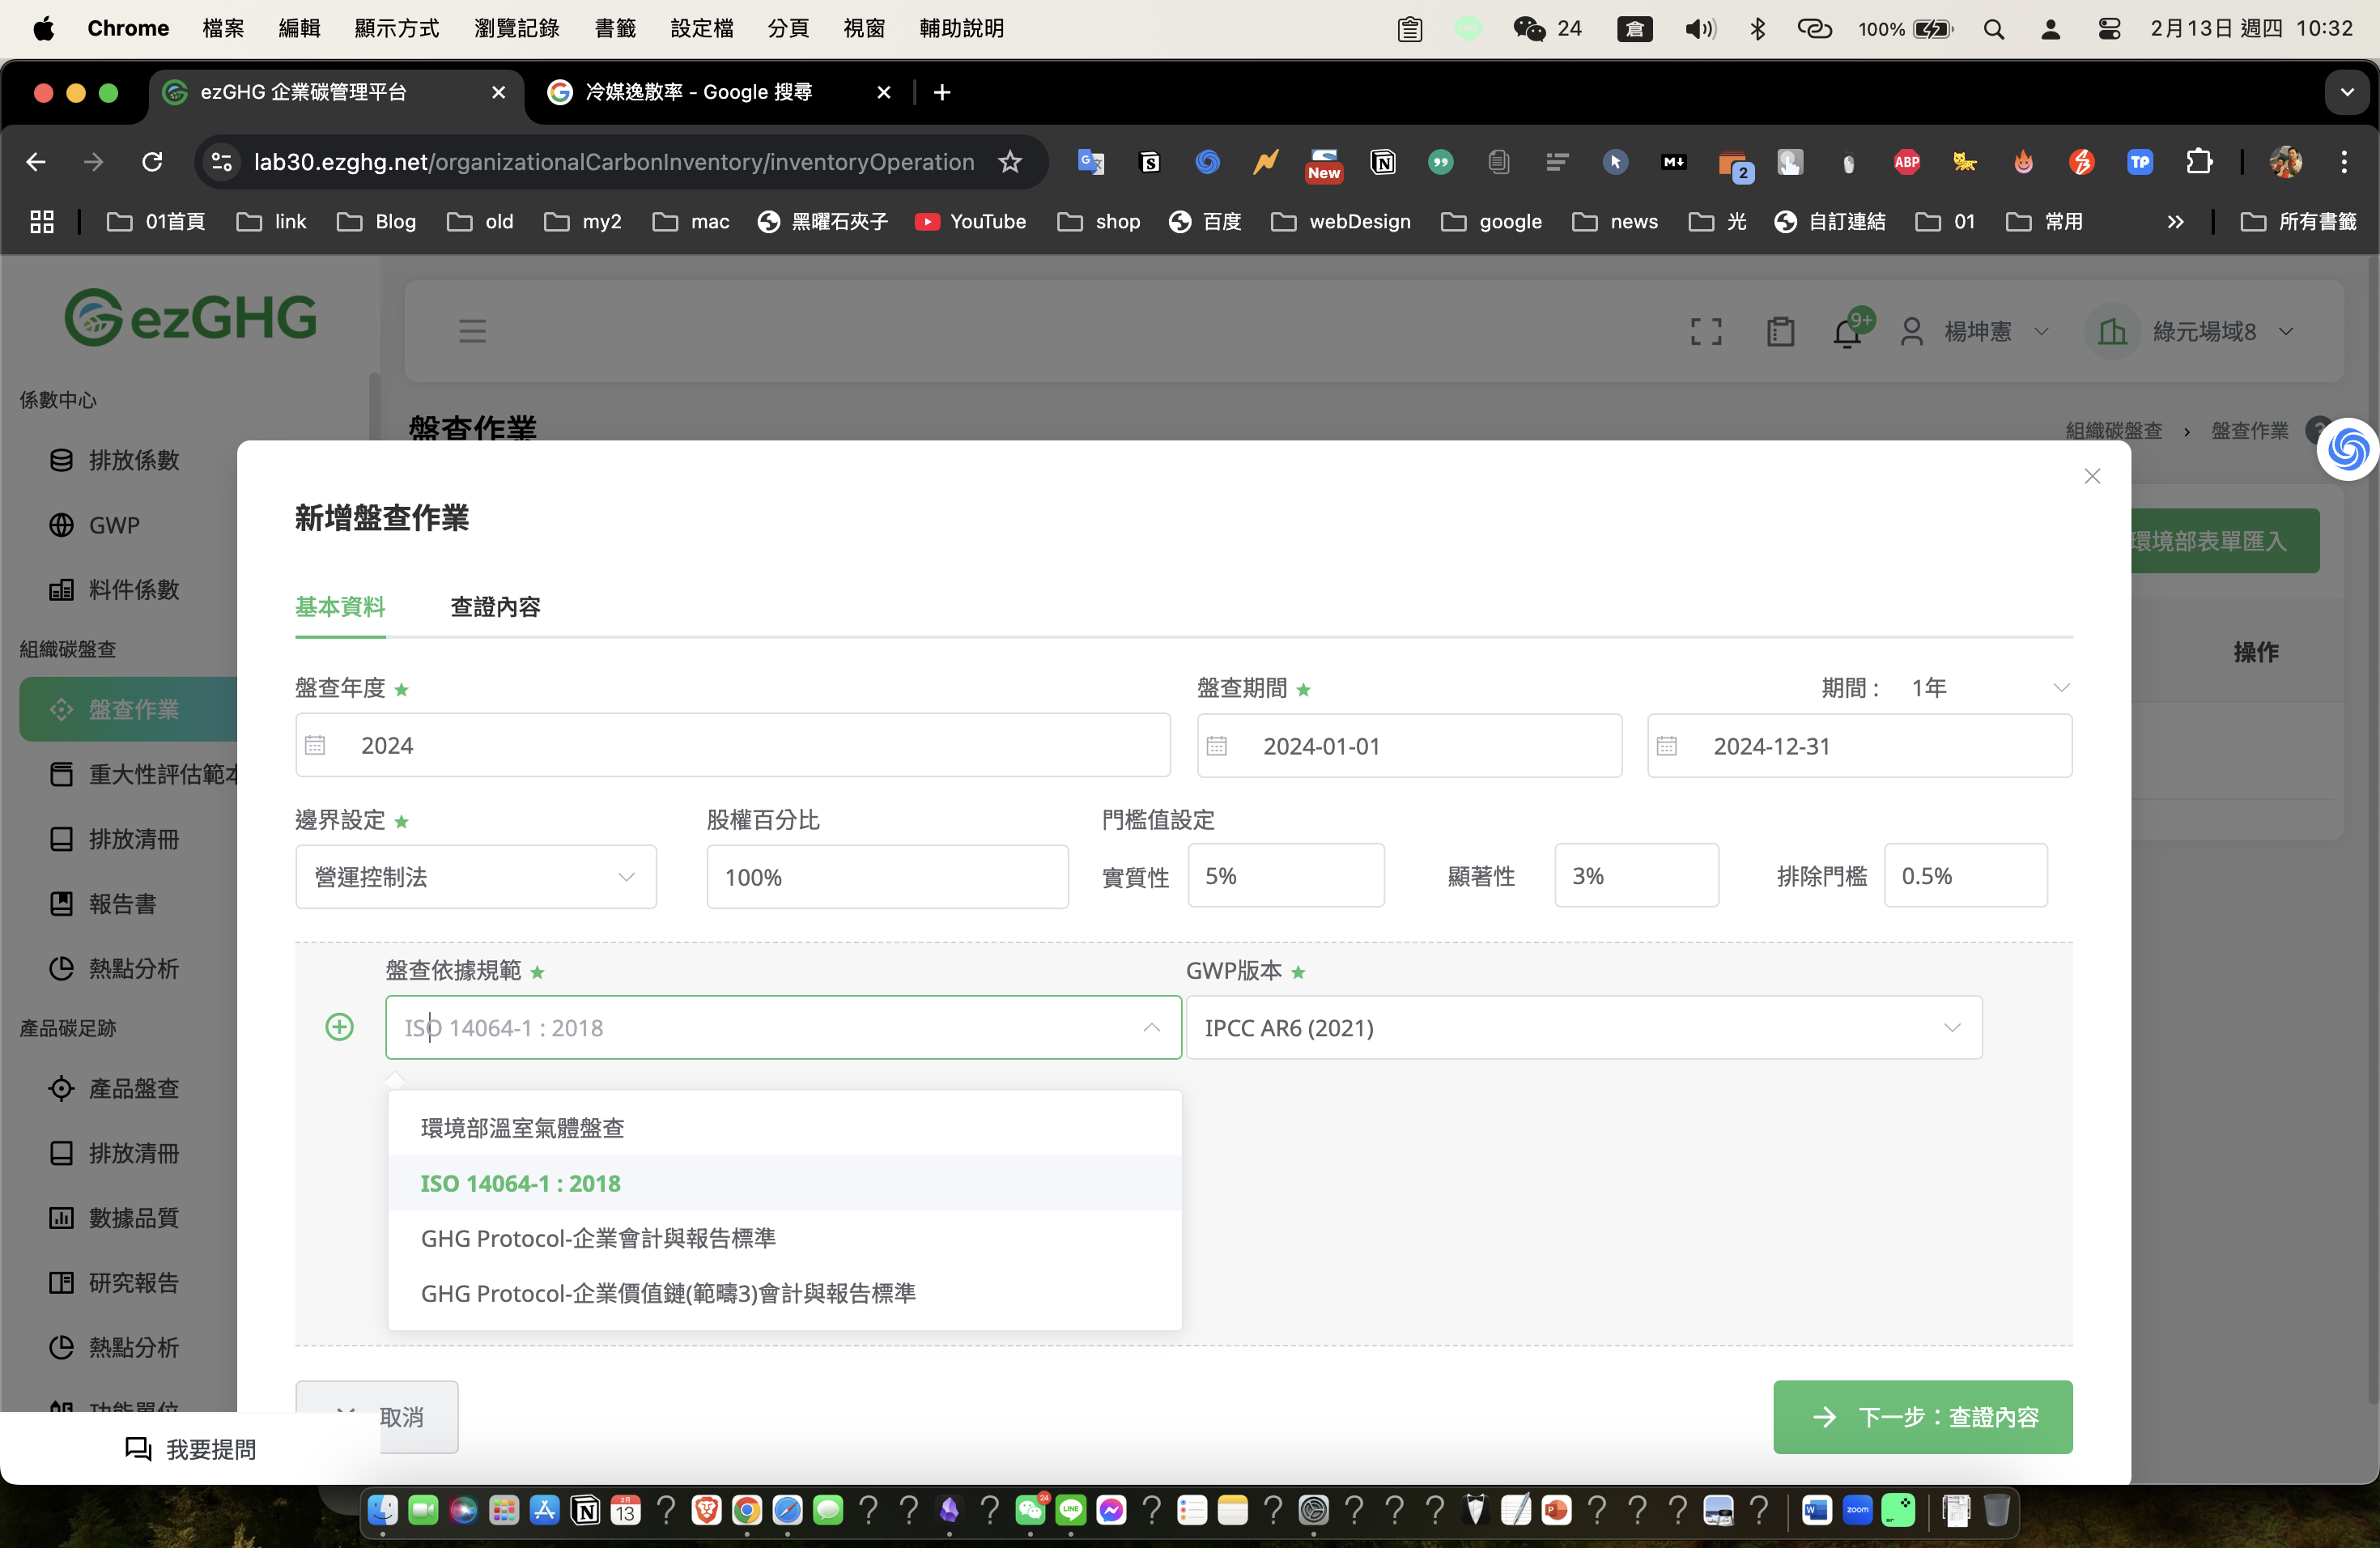 Chrome 檔案 編輯 顯示方式 瀏覽記錄 書籤 設定檔 分頁 視窗 輔助說明 24 倉 100% 2月13日 週四 10:32
ezGHG 企業碳管理平台 冷媒逸散率 - Google 搜尋
lab30.ezghg.net/organizationalCarbonInventory/inventoryOperation New M↓ 2 ABP TP
01首頁 link Blog old my2 mac 黑曜石夾子 YouTube shop 百度 webDesign google news 光 自訂連結 01 常用 所有書籤
ezGHG
9+ 楊坤憲 綠元場域8
係數中心
盤查作業
組織碳盤查 › 盤查作業
排放係數
GWP
料件係數
組織碳盤查
盤查作業
重大性評估範本
排放清冊
報告書
熱點分析
產品碳足跡
產品盤查
排放清冊
數據品質
研究報告
熱點分析
功能單位
我要提問
環境部表單匯入
操作
新增盤查作業
基本資料 查證內容
盤查年度 盤查期間 期間： 1年
2024 2024-01-01 2024-12-31
邊界設定 股權百分比 門檻值設定
營運控制法 100% 實質性 5% 顯著性 3% 排除門檻 0.5%
盤查依據規範 GWP版本
ISO 14064-1 : 2018 IPCC AR6 (2021)
環境部溫室氣體盤查
ISO 14064-1 : 2018
GHG Protocol-企業會計與報告標準
GHG Protocol-企業價值鏈(範疇3)會計與報告標準
取消 下一步：查證內容
2月 13 24 LINE zoom